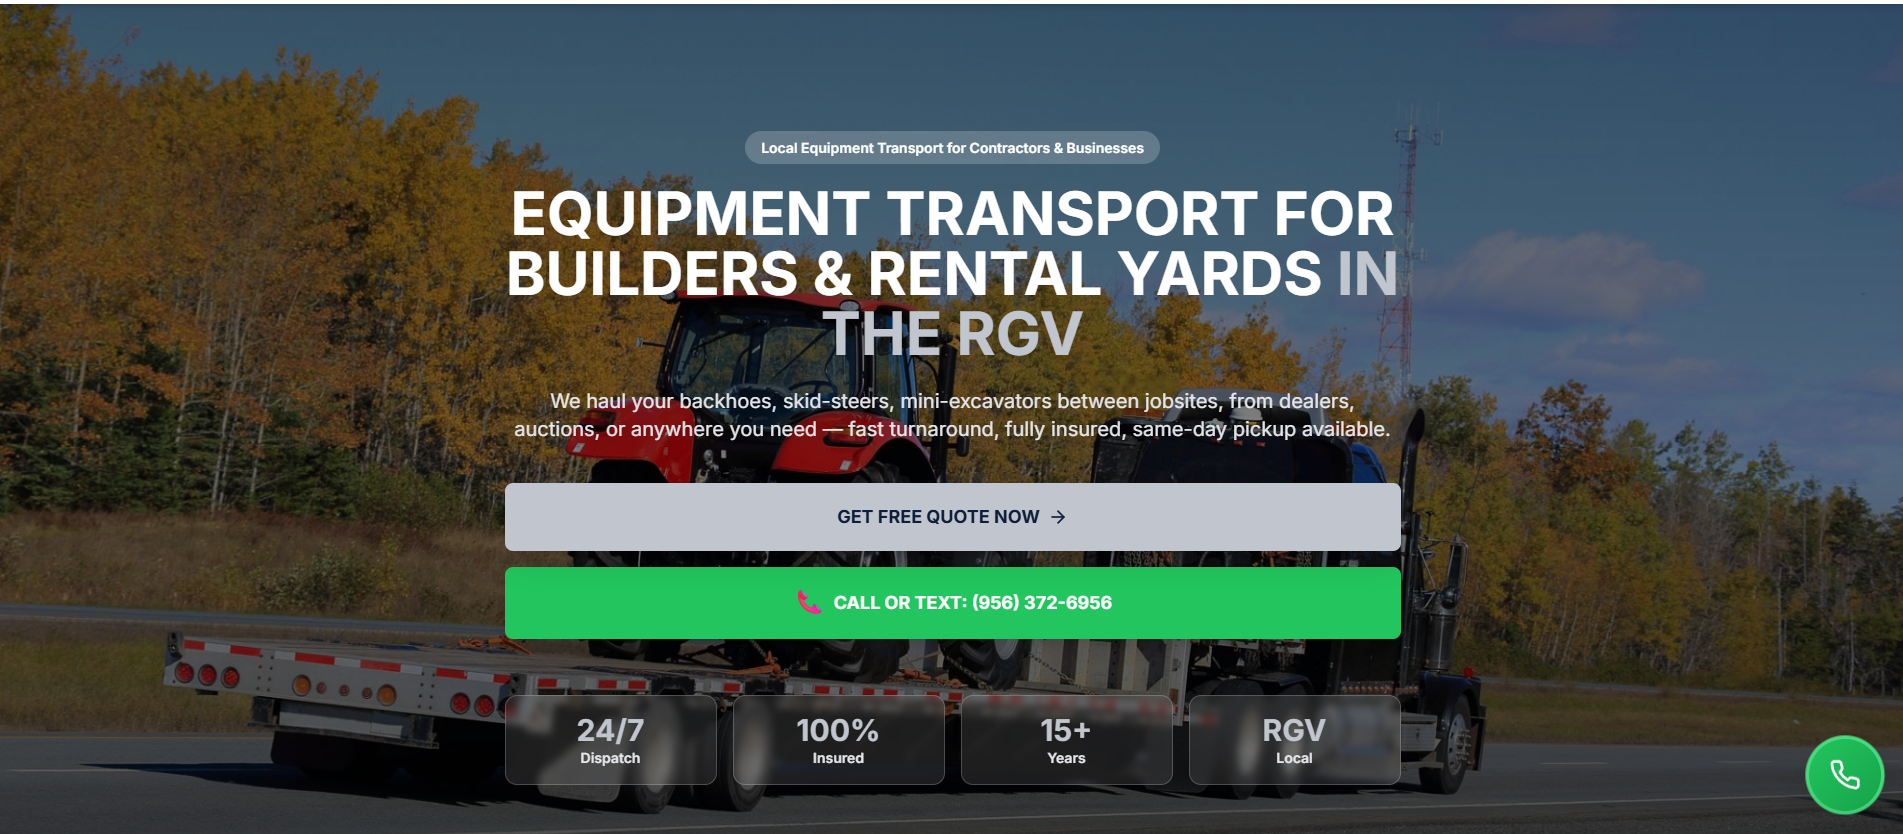 Local Equipment Transport for Contractors & Businesses
EQUIPMENT TRANSPORT FOR
BUILDERS & RENTAL YARDS IN
THE RGV
We haul your backhoes, skid-steers, mini-excavators between jobsites, from dealers,
auctions, or anywhere you need — fast turnaround, fully insured, same-day pickup available.
GET FREE QUOTE NOW →
CALL OR TEXT: (956) 372-6956
24/7
Dispatch
100%
Insured
15+
Years
RGV
Local